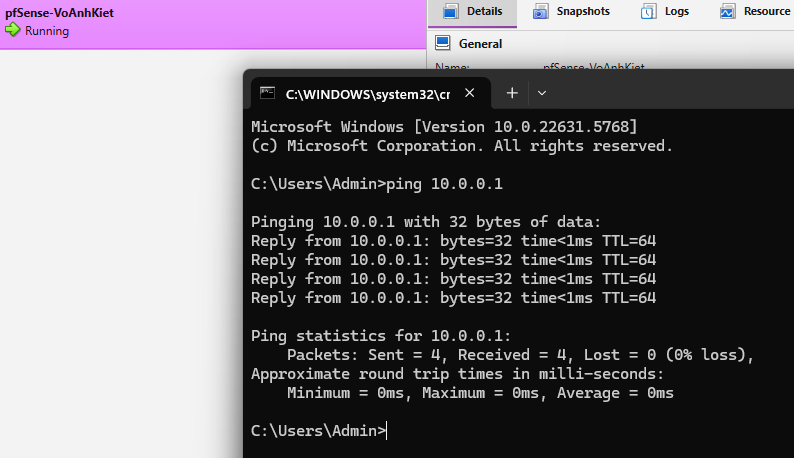 pfSense-VoAnhKiet
Running
Details Snapshots Logs Resource
General
Name: pfSense-VoAnhKiet
C:\WINDOWS\system32\cr
Microsoft Windows [Version 10.0.22631.5768]
(c) Microsoft Corporation. All rights reserved.
C:\Users\Admin>ping 10.0.0.1
Pinging 10.0.0.1 with 32 bytes of data:
Reply from 10.0.0.1: bytes=32 time<1ms TTL=64
Reply from 10.0.0.1: bytes=32 time<1ms TTL=64
Reply from 10.0.0.1: bytes=32 time<1ms TTL=64
Reply from 10.0.0.1: bytes=32 time<1ms TTL=64
Ping statistics for 10.0.0.1:
Packets: Sent = 4, Received = 4, Lost = 0 (0% loss),
Approximate round trip times in milli-seconds:
Minimum = 0ms, Maximum = 0ms, Average = 0ms
C:\Users\Admin>